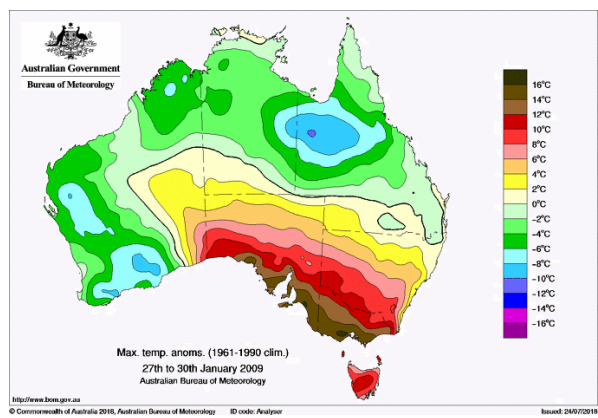 Australian Government
Bureau of Meteorology
16°C
14°C
12°C
10°C
8°C
6°C
4°C
2°C
0°C
-2°C
-4°C
-6°C
-8°C
-10°C
-12°C
-14°C
-16°C
Max. temp. anoms. (1961-1990 clim.)
27th to 30th January 2009
Australian Bureau of Meteorology
http://www.bom.gov.au
© Commonwealth of Australia 2018, Australian Bureau of Meteorology ID code: Analyser Issued: 24/07/2018